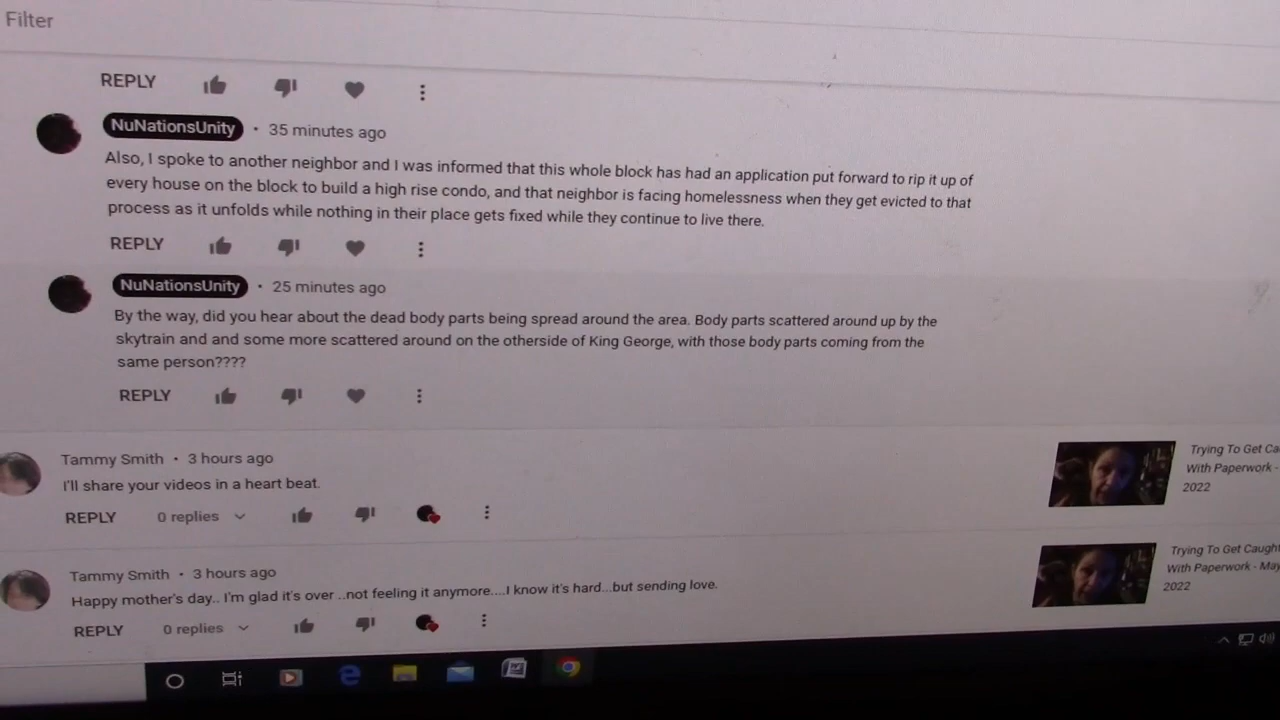 Filter
REPLY
NuNationsUnity • 35 minutes ago
Also, I spoke to another neighbor and I was informed that this whole block has had an application put forward to rip it up of
every house on the block to build a high rise condo, and that neighbor is facing homelessness when they get evicted to that
process as it unfolds while nothing in their place gets fixed while they continue to live there.
REPLY
NuNationsUnity • 25 minutes ago
By the way, did you hear about the dead body parts being spread around the area. Body parts scattered around up by the
skytrain and and some more scattered around on the otherside of King George, with those body parts coming from the
same person????
REPLY
Tammy Smith • 3 hours ago
I'll share your videos in a heart beat.
REPLY 0 replies
Trying To Get Ca
With Paperwork -
2022
Tammy Smith • 3 hours ago
Happy mother's day.. I'm glad it's over ..not feeling it anymore....I know it's hard...but sending love.
REPLY 0 replies
Trying To Get Caught
With Paperwork - May
2022